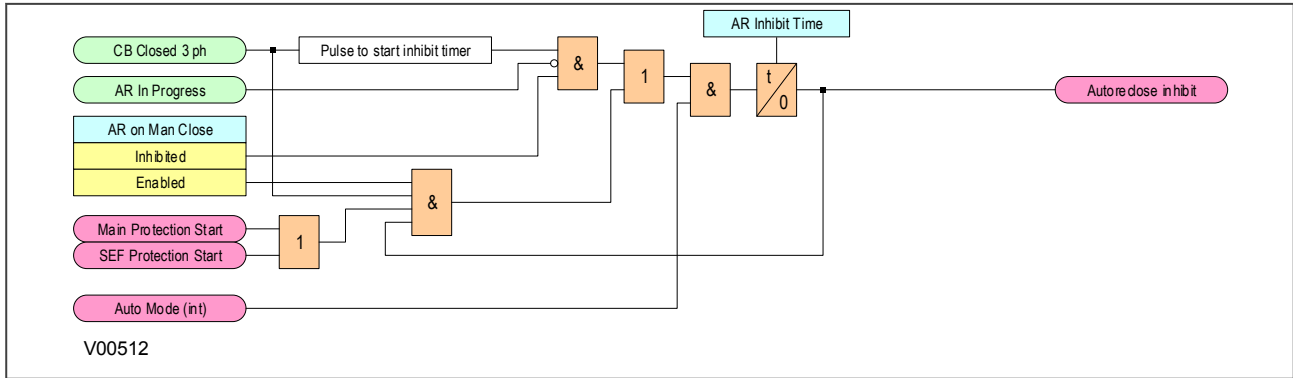 AR Inhibit Time
CB Closed 3 ph
Pulse to start inhibit timer
&
1
&
t
0
AR In Progress
Autoreclose inhibit
AR on Man Close
Inhibited
Enabled
&
Main Protection Start
1
SEF Protection Start
Auto Mode (int)
V00512